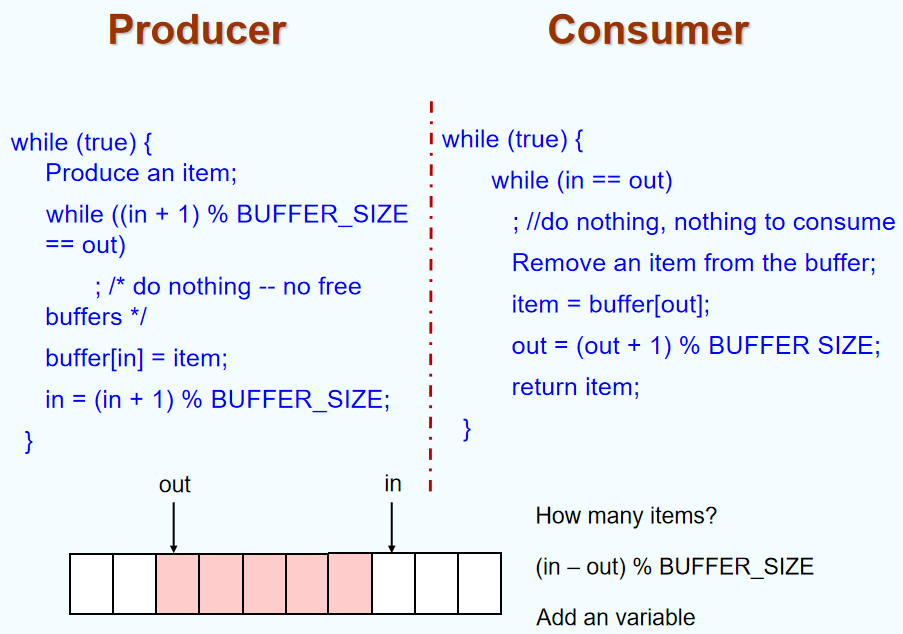 Producer
while (true) {
Produce an item;
while ((in + 1) % BUFFER_SIZE
== out)
; /* do nothing -- no free
buffers */
buffer[in] = item;
in = (in + 1) % BUFFER_SIZE;
}
Consumer
while (true) {
while (in == out)
; //do nothing, nothing to consume
Remove an item from the buffer;
item = buffer[out];
out = (out + 1) % BUFFER SIZE;
return item;
}
out
in
How many items?
(in – out) % BUFFER_SIZE
Add an variable